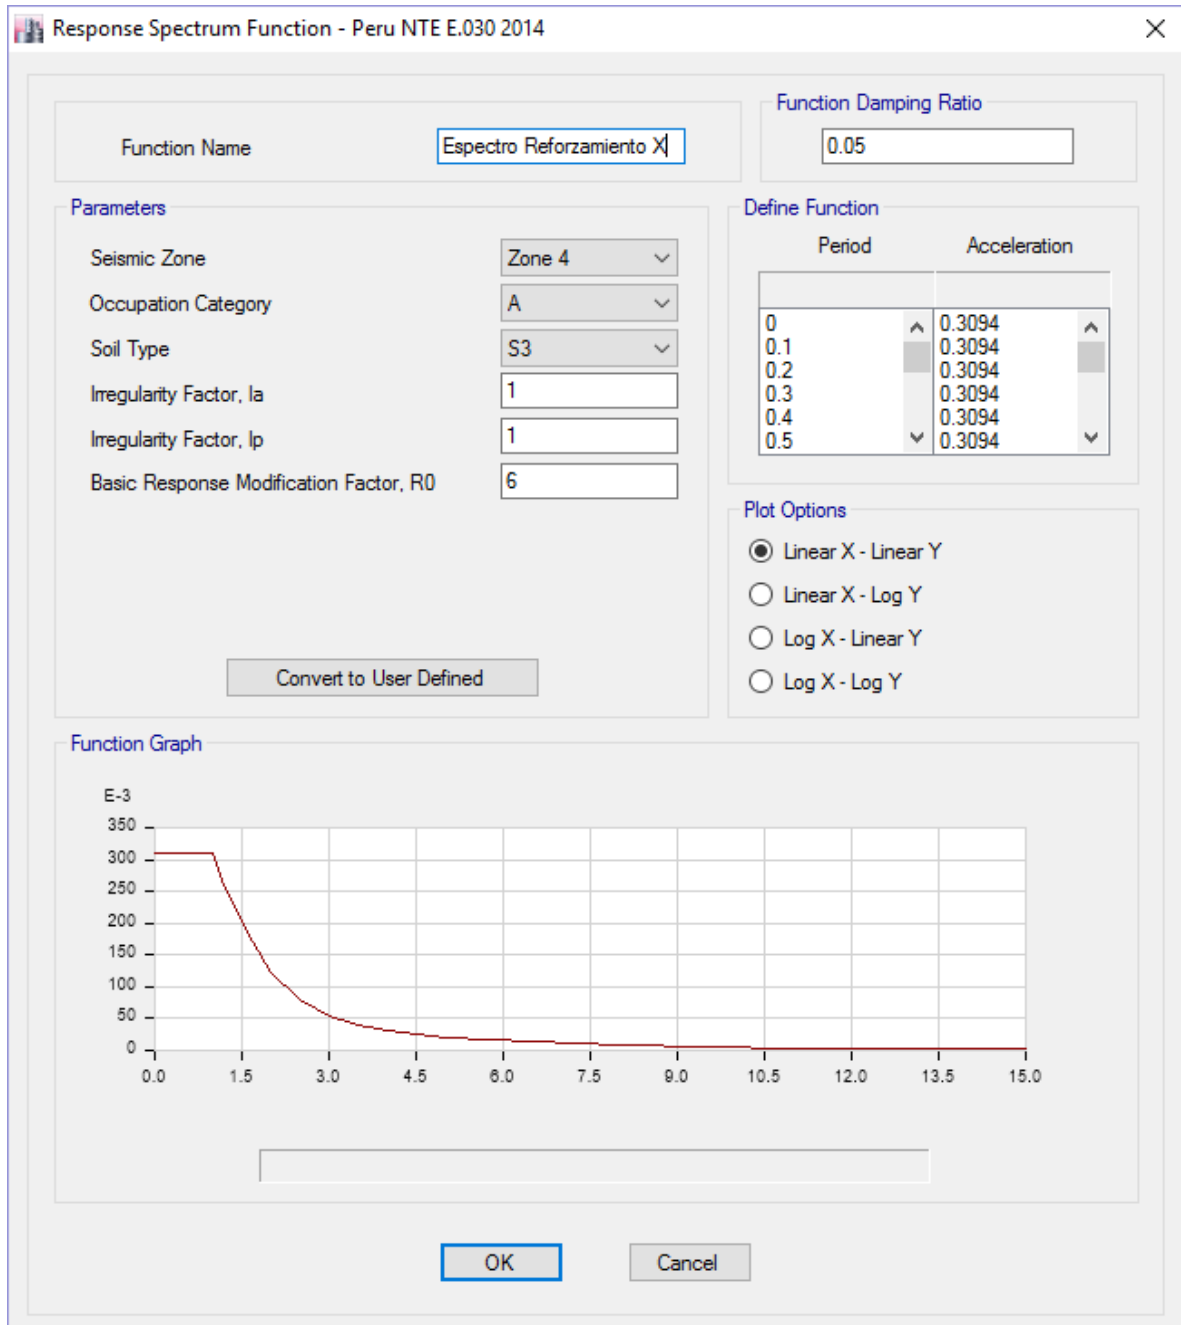 Response Spectrum Function - Peru NTE E.030 2014
Function Name
Espectro Reforzamiento X
Function Damping Ratio
0.05
Parameters
Seismic Zone
Zone 4
Occupation Category
A
Soil Type
S3
Irregularity Factor, Ia
1
Irregularity Factor, Ip
1
Basic Response Modification Factor, R0
6
Convert to User Defined
Define Function
Period Acceleration
0 0.3094
0.1 0.3094
0.2 0.3094
0.3 0.3094
0.4 0.3094
0.5 0.3094
Plot Options
Linear X - Linear Y
Linear X - Log Y
Log X - Linear Y
Log X - Log Y
Function Graph
E-3
350
300
250
200
150
100
50
0
0.0 1.5 3.0 4.5 6.0 7.5 9.0 10.5 12.0 13.5 15.0
OK Cancel